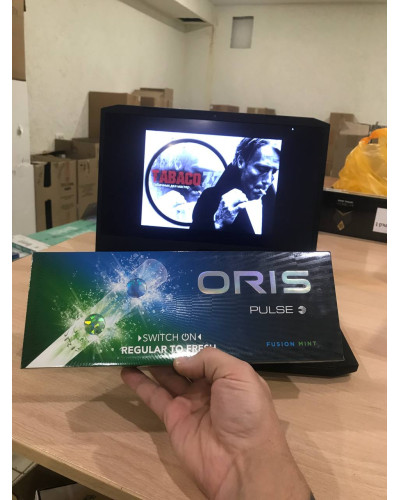 TABACO
ORIS
PULSE
SWITCH ON
REGULAR TO FRESH
FUSION MINT